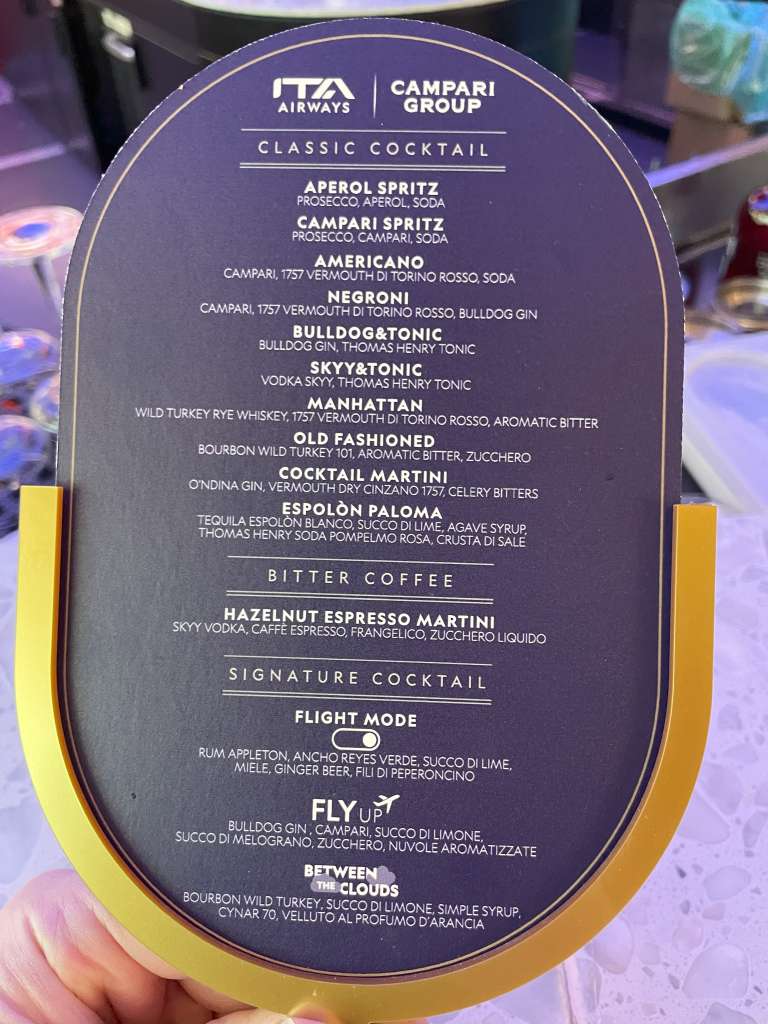 ITA AIRWAYS | CAMPARI GROUP
CLASSIC COCKTAIL
APEROL SPRITZ
PROSECCO, APEROL, SODA
CAMPARI SPRITZ
PROSECCO, CAMPARI, SODA
AMERICANO
CAMPARI, 1757 VERMOUTH DI TORINO ROSSO, SODA
NEGRONI
CAMPARI, 1757 VERMOUTH DI TORINO ROSSO, BULLDOG GIN
BULLDOG&TONIC
BULLDOG GIN, THOMAS HENRY TONIC
SKYY&TONIC
VODKA SKYY, THOMAS HENRY TONIC
MANHATTAN
WILD TURKEY RYE WHISKEY, 1757 VERMOUTH DI TORINO ROSSO, AROMATIC BITTER
OLD FASHIONED
BOURBON WILD TURKEY 101, AROMATIC BITTER, ZUCCHERO
COCKTAIL MARTINI
O'NDINA GIN, VERMOUTH DRY CINZANO 1757, CELERY BITTERS
ESPOLÒN PALOMA
TEQUILA ESPOLÒN BLANCO, SUCCO DI LIME, AGAVE SYRUP,
THOMAS HENRY SODA POMPELMO ROSA, CRUSTA DI SALE
BITTER COFFEE
HAZELNUT ESPRESSO MARTINI
SKYY VODKA, CAFFÈ ESPRESSO, FRANGELICO, ZUCCHERO LIQUIDO
SIGNATURE COCKTAIL
FLIGHT MODE
RUM APPLETON, ANCHO REYES VERDE, SUCCO DI LIME,
MIELE, GINGER BEER, FILI DI PEPERONCINO
FLY UP
BULLDOG GIN , CAMPARI, SUCCO DI LIMONE,
SUCCO DI MELOGRANO, ZUCCHERO, NUVOLE AROMATIZZATE
BETWEEN
THE CLOUDS
BOURBON WILD TURKEY, SUCCO DI LIMONE, SIMPLE SYRUP,
CYNAR 70, VELLUTO AL PROFUMO D'ARANCIA